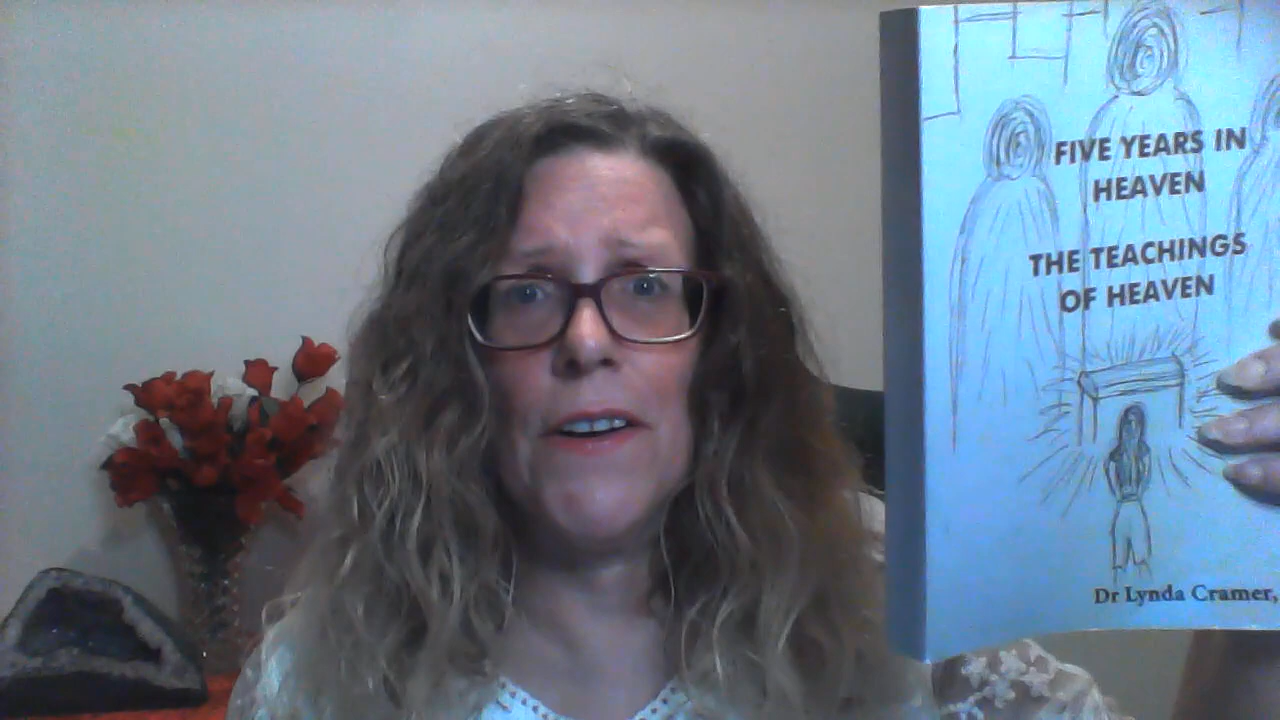 FIVE YEARS IN
HEAVEN
THE TEACHINGS
OF HEAVEN
Dr Lynda Cramer,